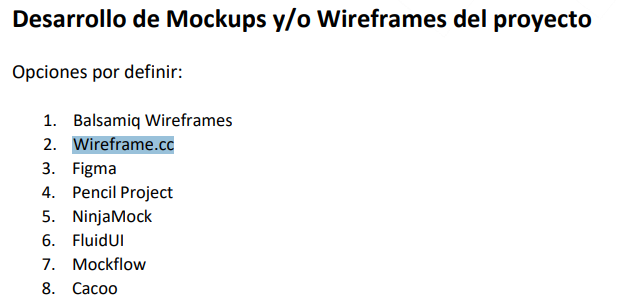 Desarrollo de Mockups y/o Wireframes del proyecto
Opciones por definir:
1. Balsamiq Wireframes
2. Wireframe.cc
3. Figma
4. Pencil Project
5. NinjaMock
6. FluidUI
7. Mockflow
8. Cacoo